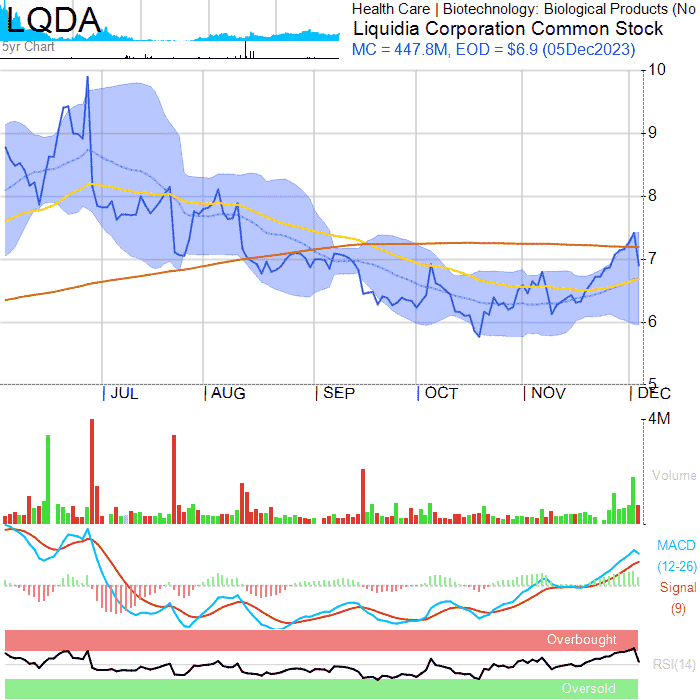 LQDA
5yr Chart
Health Care | Biotechnology: Biological Products (No
Liquidia Corporation Common Stock
MC = 447.8M, EOD = $6.9 (05Dec2023)
10
9
8
7
6
5
JUL AUG SEP OCT NOV DEC
4M
Volume
MACD
(12-26)
Signal
(9)
Overbought
RSI(14)
Oversold